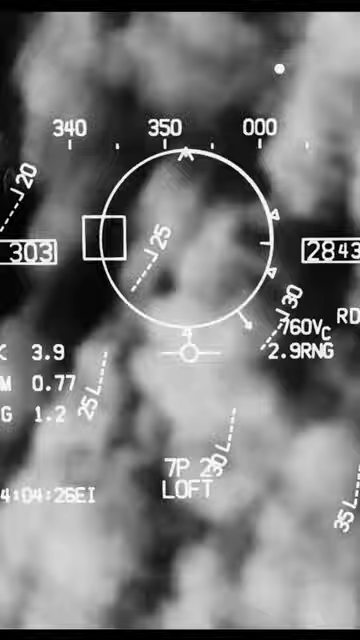 340 350 000
20
303 25 2843
30
760Vc RD
3.9 2.9RNG
M 0.77
G 1.2 25
7P
30
4:04:26EI LOFT
35